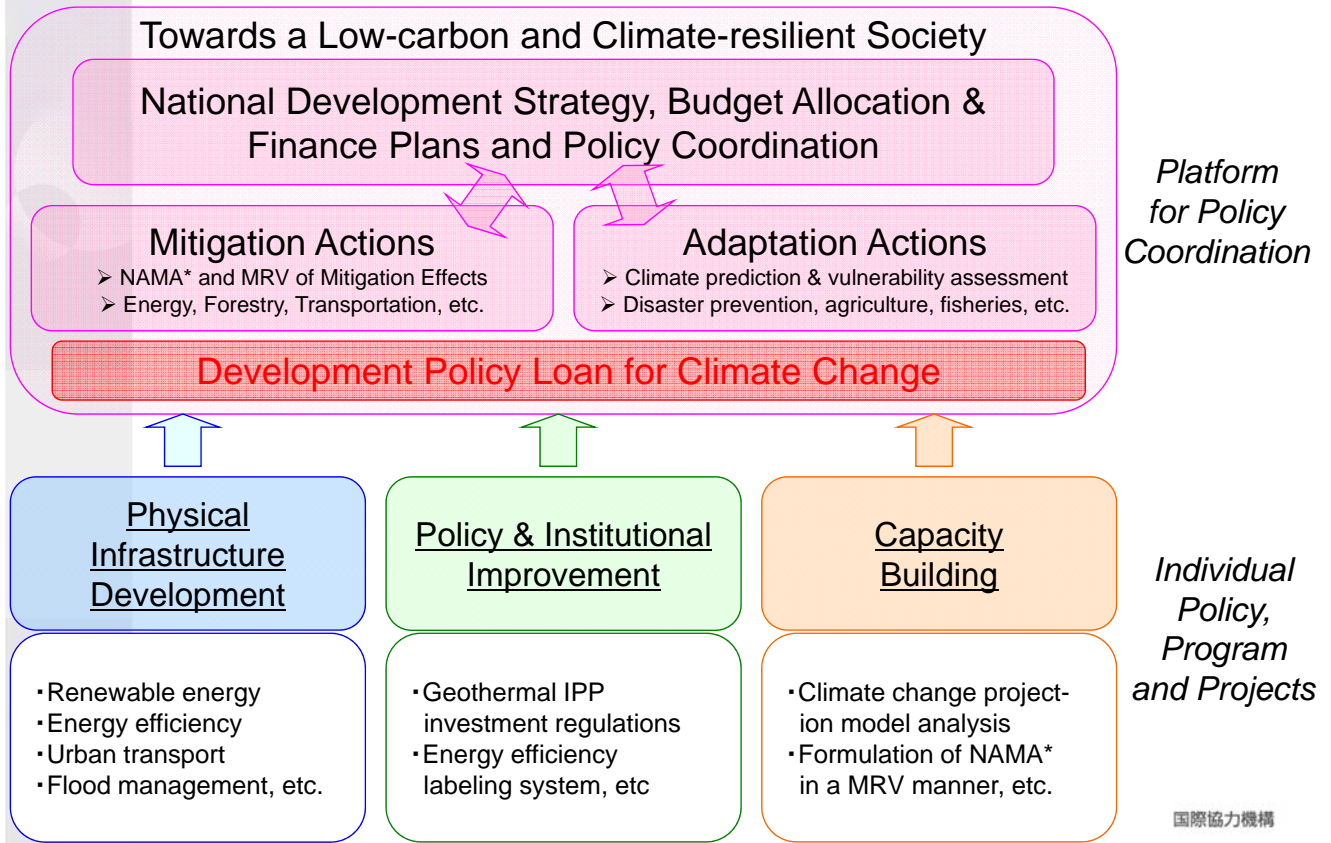 Towards a Low-carbon and Climate-resilient Society
National Development Strategy, Budget Allocation &
Finance Plans and Policy Coordination
Mitigation Actions
➢ NAMA* and MRV of Mitigation Effects
➢ Energy, Forestry, Transportation, etc.
Adaptation Actions
➢ Climate prediction & vulnerability assessment
➢ Disaster prevention, agriculture, fisheries, etc.
Development Policy Loan for Climate Change
Platform
for Policy
Coordination
Physical
Infrastructure
Development
・Renewable energy
・Energy efficiency
・Urban transport
・Flood management, etc.
Policy & Institutional
Improvement
・Geothermal IPP
investment regulations
・Energy efficiency
labeling system, etc
Capacity
Building
・Climate change project-
ion model analysis
・Formulation of NAMA*
in a MRV manner, etc.
Individual
Policy,
Program
and Projects
国際協力機構